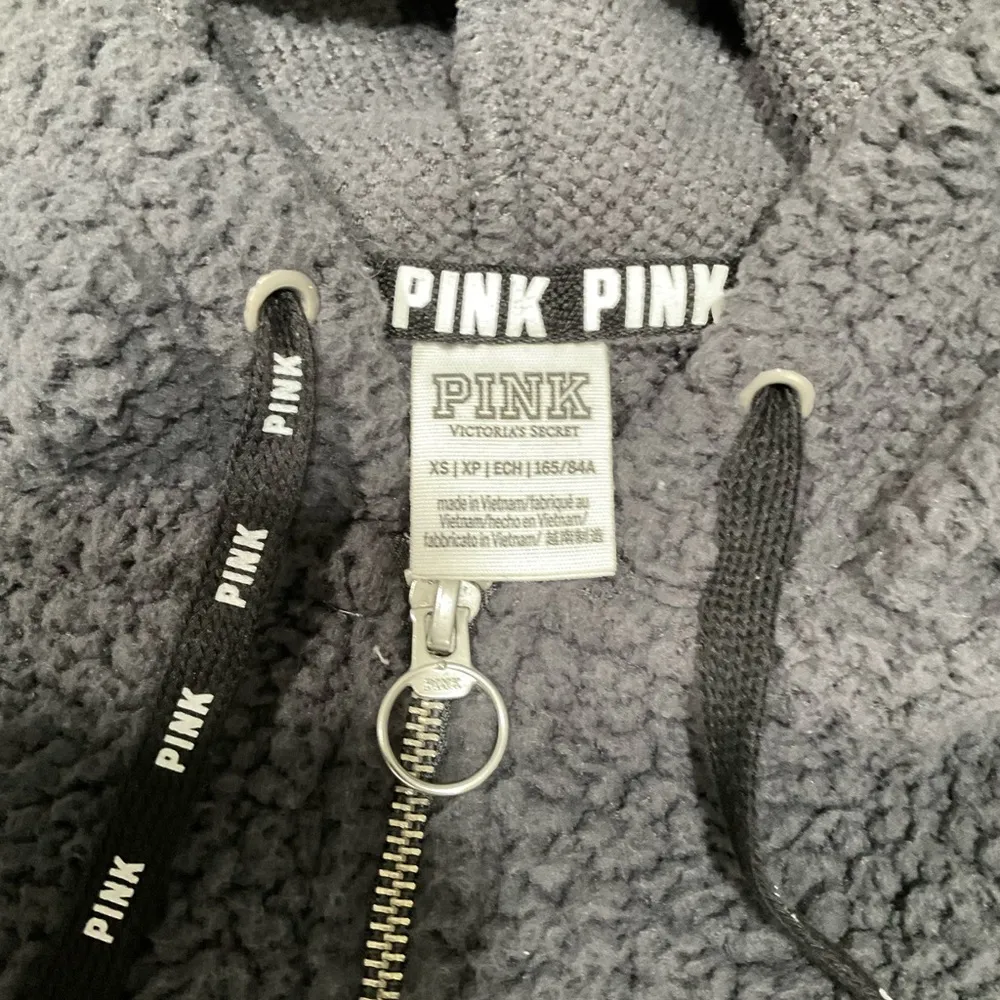 PINK PINK
PINK
VICTORIA'S SECRET
XS | XP | ECH | 165/84A
made in Vietnam/fabriqué au
Vietnam/hecho en Vietnam/
fabbricato in Vietnam/ 越南制造
PINK
PINK
PINK
PINK
PINK